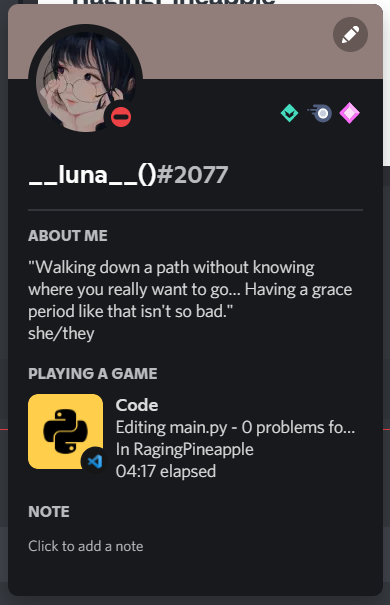 RagingPineapple
__luna__()#2077
ABOUT ME
"Walking down a path without knowing
where you really want to go... Having a grace
period like that isn't so bad."
she/they
PLAYING A GAME
Code
Editing main.py - 0 problems fo...
In RagingPineapple
04:17 elapsed
NOTE
Click to add a note